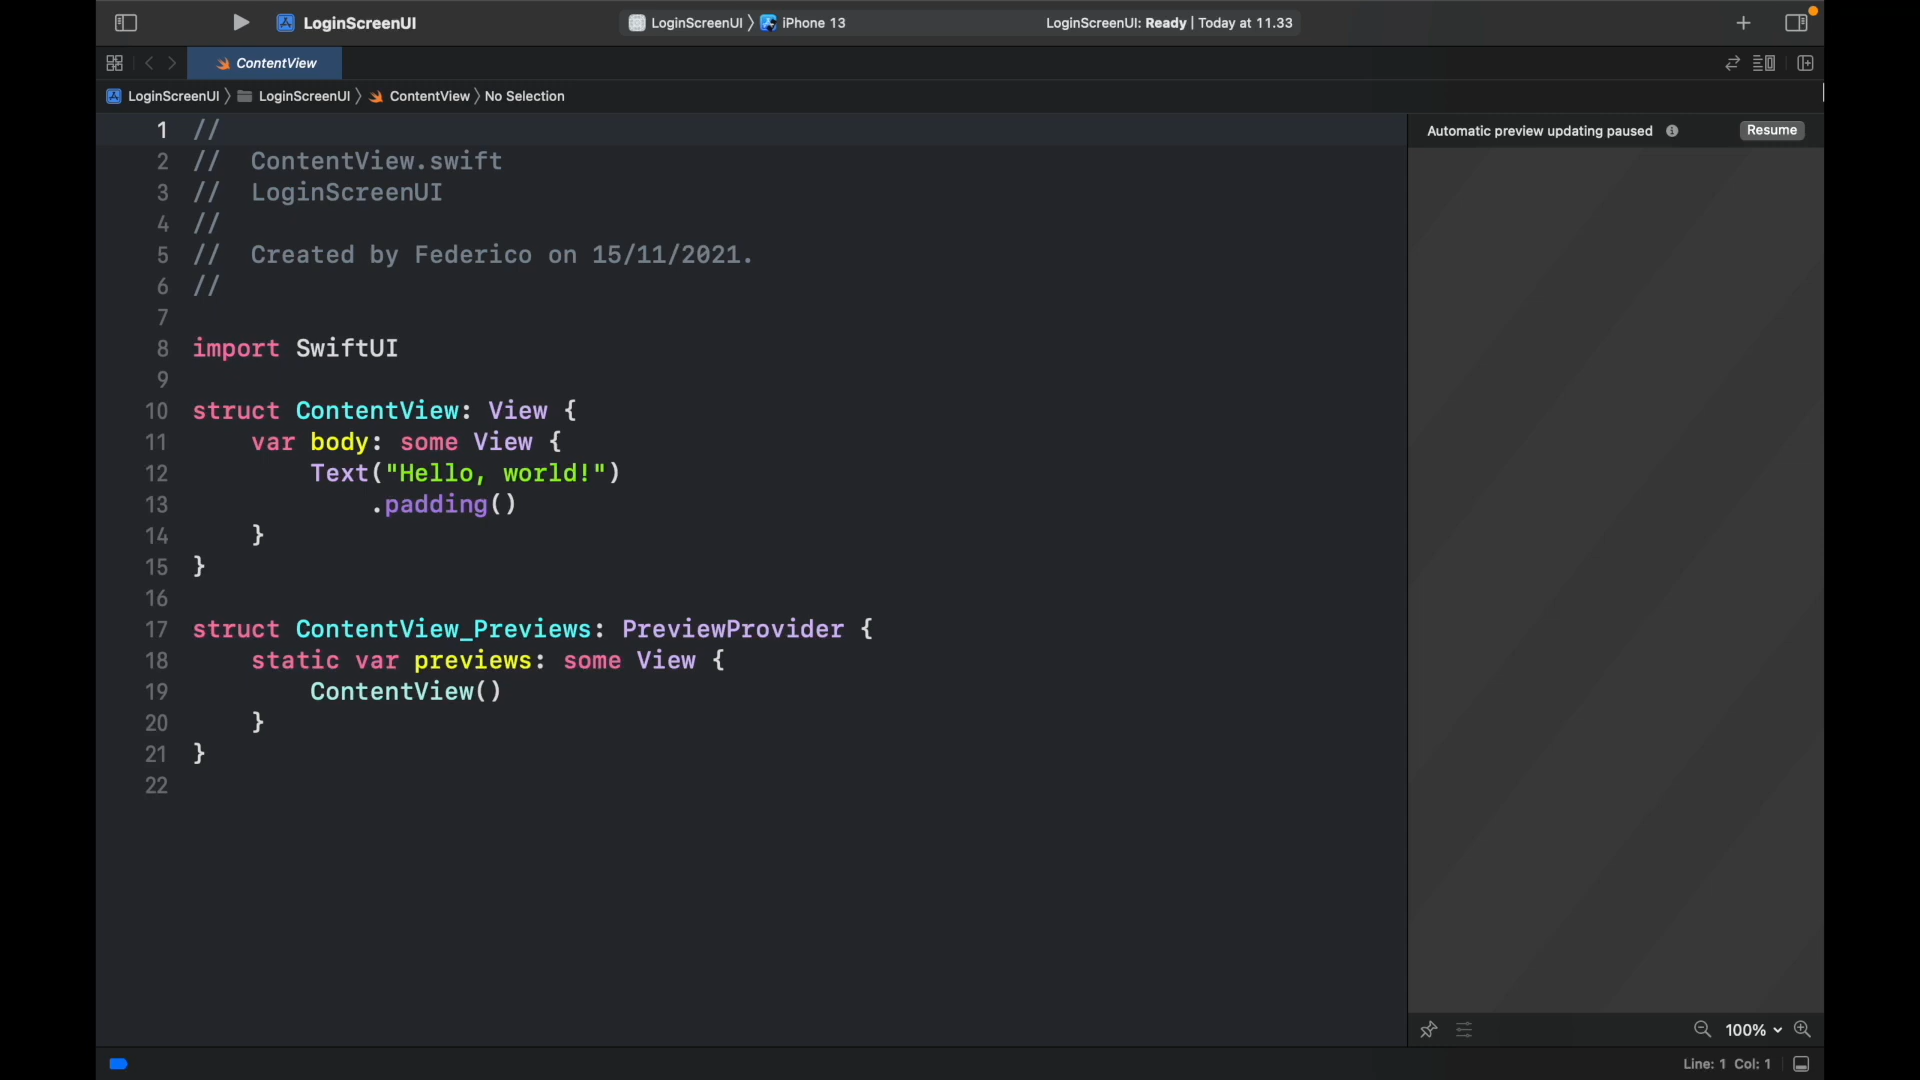 LoginScreenUI
LoginScreenUI 〉 iPhone 13
LoginScreenUI: Ready | Today at 11.33
ContentView
LoginScreenUI 〉 LoginScreenUI 〉 ContentView 〉 No Selection
Automatic preview updating paused
Resume
1 //
2 //  ContentView.swift
3 //  LoginScreenUI
4 //
5 //  Created by Federico on 15/11/2021.
6 //
7
8 import SwiftUI
9
10 struct ContentView: View {
11     var body: some View {
12         Text("Hello, world!")
13             .padding()
14     }
15 }
16
17 struct ContentView_Previews: PreviewProvider {
18     static var previews: some View {
19         ContentView()
20     }
21 }
22
100%
Line: 1 Col: 1